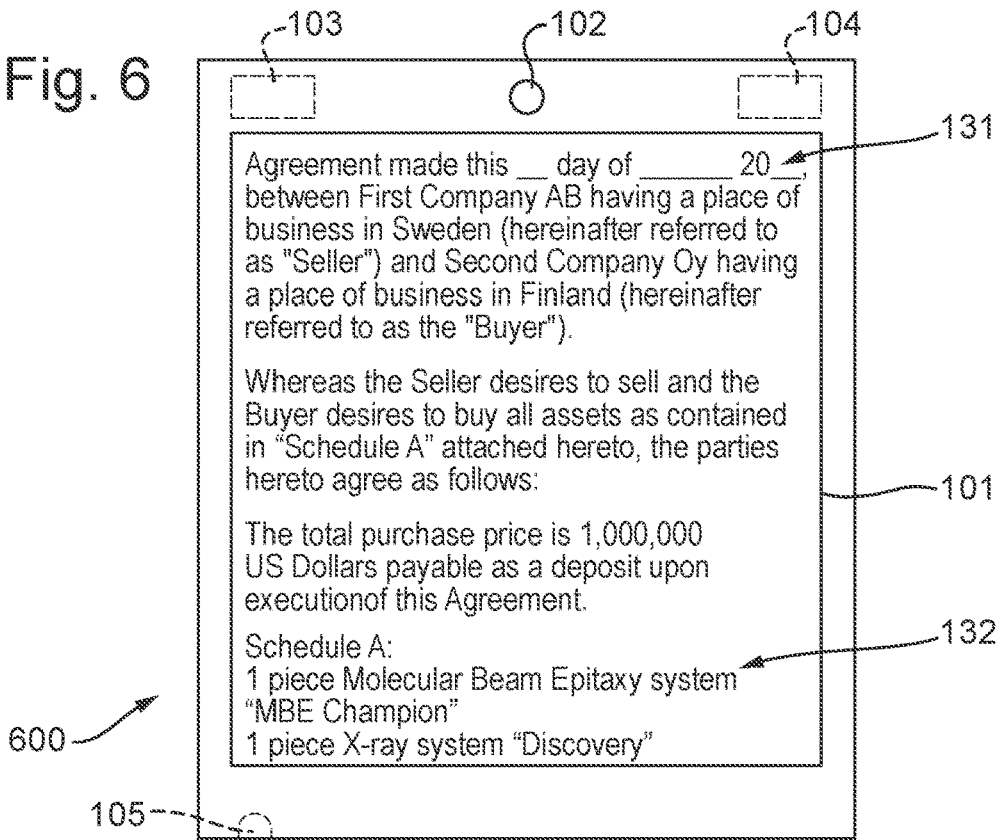 103
102
104
Fig. 6
131
Agreement made this __ day of ______ 20__,
between First Company AB having a place of
business in Sweden (hereinafter referred to
as "Seller") and Second Company Oy having
a place of business in Finland (hereinafter
referred to as the "Buyer").
Whereas the Seller desires to sell and the
Buyer desires to buy all assets as contained
in “Schedule A” attached hereto, the parties
hereto agree as follows:
101
The total purchase price is 1,000,000
US Dollars payable as a deposit upon
executionof this Agreement.
Schedule A:
132
1 piece Molecular Beam Epitaxy system
“MBE Champion”
600
1 piece X-ray system “Discovery”
105